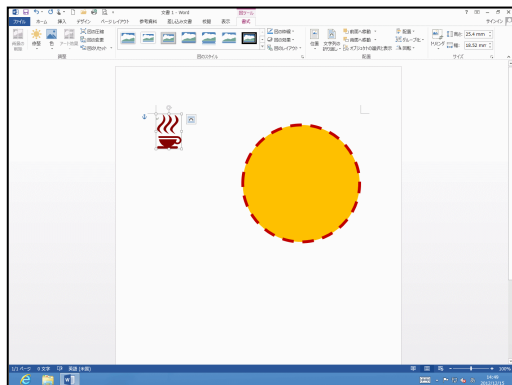 文書 1 - Word
図ツール
ファイル ホーム 挿入 デザイン ページ レイアウト 参考資料 差し込み文書 校閲 表示 書式
サインイン
修整 色 アート効果
図の圧縮
図の変更
図のリセット
調整
図のスタイル
図の枠線
図の効果
図のレイアウト
位置 文字列の折り返し
前面へ移動
背面へ移動
オブジェクトの選択と表示
配置
グループ化
回転
配置
トリミング
高さ: 25.4 mm
幅: 18.52 mm
サイズ
1/1 ページ 0 文字 英語 (米国)
100%
14:49
2012/12/15